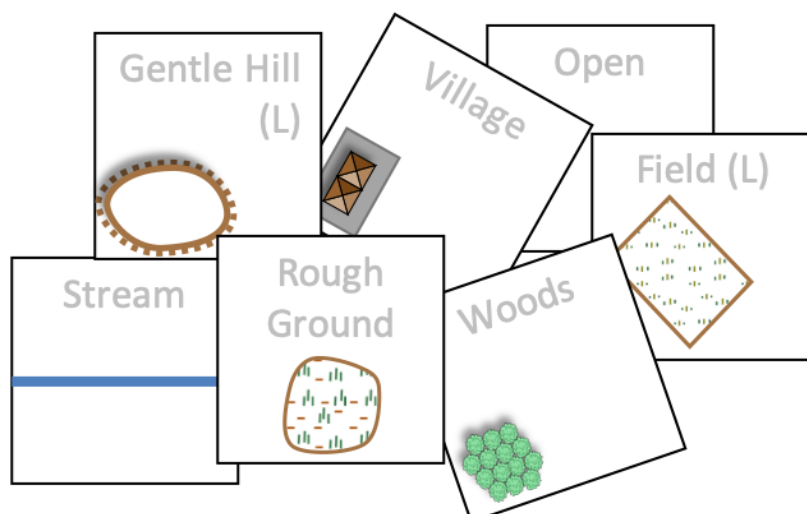 Gentle Hill
(L)
Village
Open
Field (L)
Stream
Rough
Ground
Woods